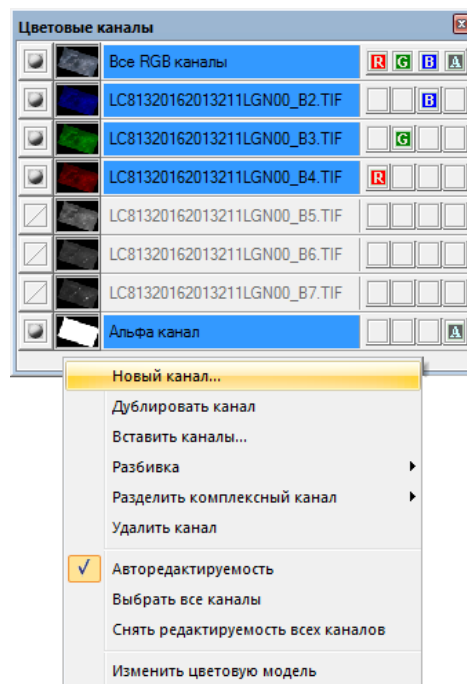 Цветовые каналы
Все RGB каналы R G B A
LC81320162013211LGN00_B2.TIF B
LC81320162013211LGN00_B3.TIF G
LC81320162013211LGN00_B4.TIF R
LC81320162013211LGN00_B5.TIF
LC81320162013211LGN00_B6.TIF
LC81320162013211LGN00_B7.TIF
Альфа канал A
Новый канал...
Дублировать канал
Вставить каналы...
Разбивка
Разделить комплексный канал
Удалить канал
Авторедактируемость
Выбрать все каналы
Снять редактируемость всех каналов
Изменить цветовую модель